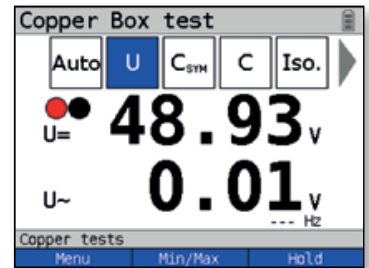 Copper Box test
Auto U CSYM C Iso.
U= 48.93 V
U~ 0.01 V
--- Hz
Copper tests
Menu Min/Max Hold